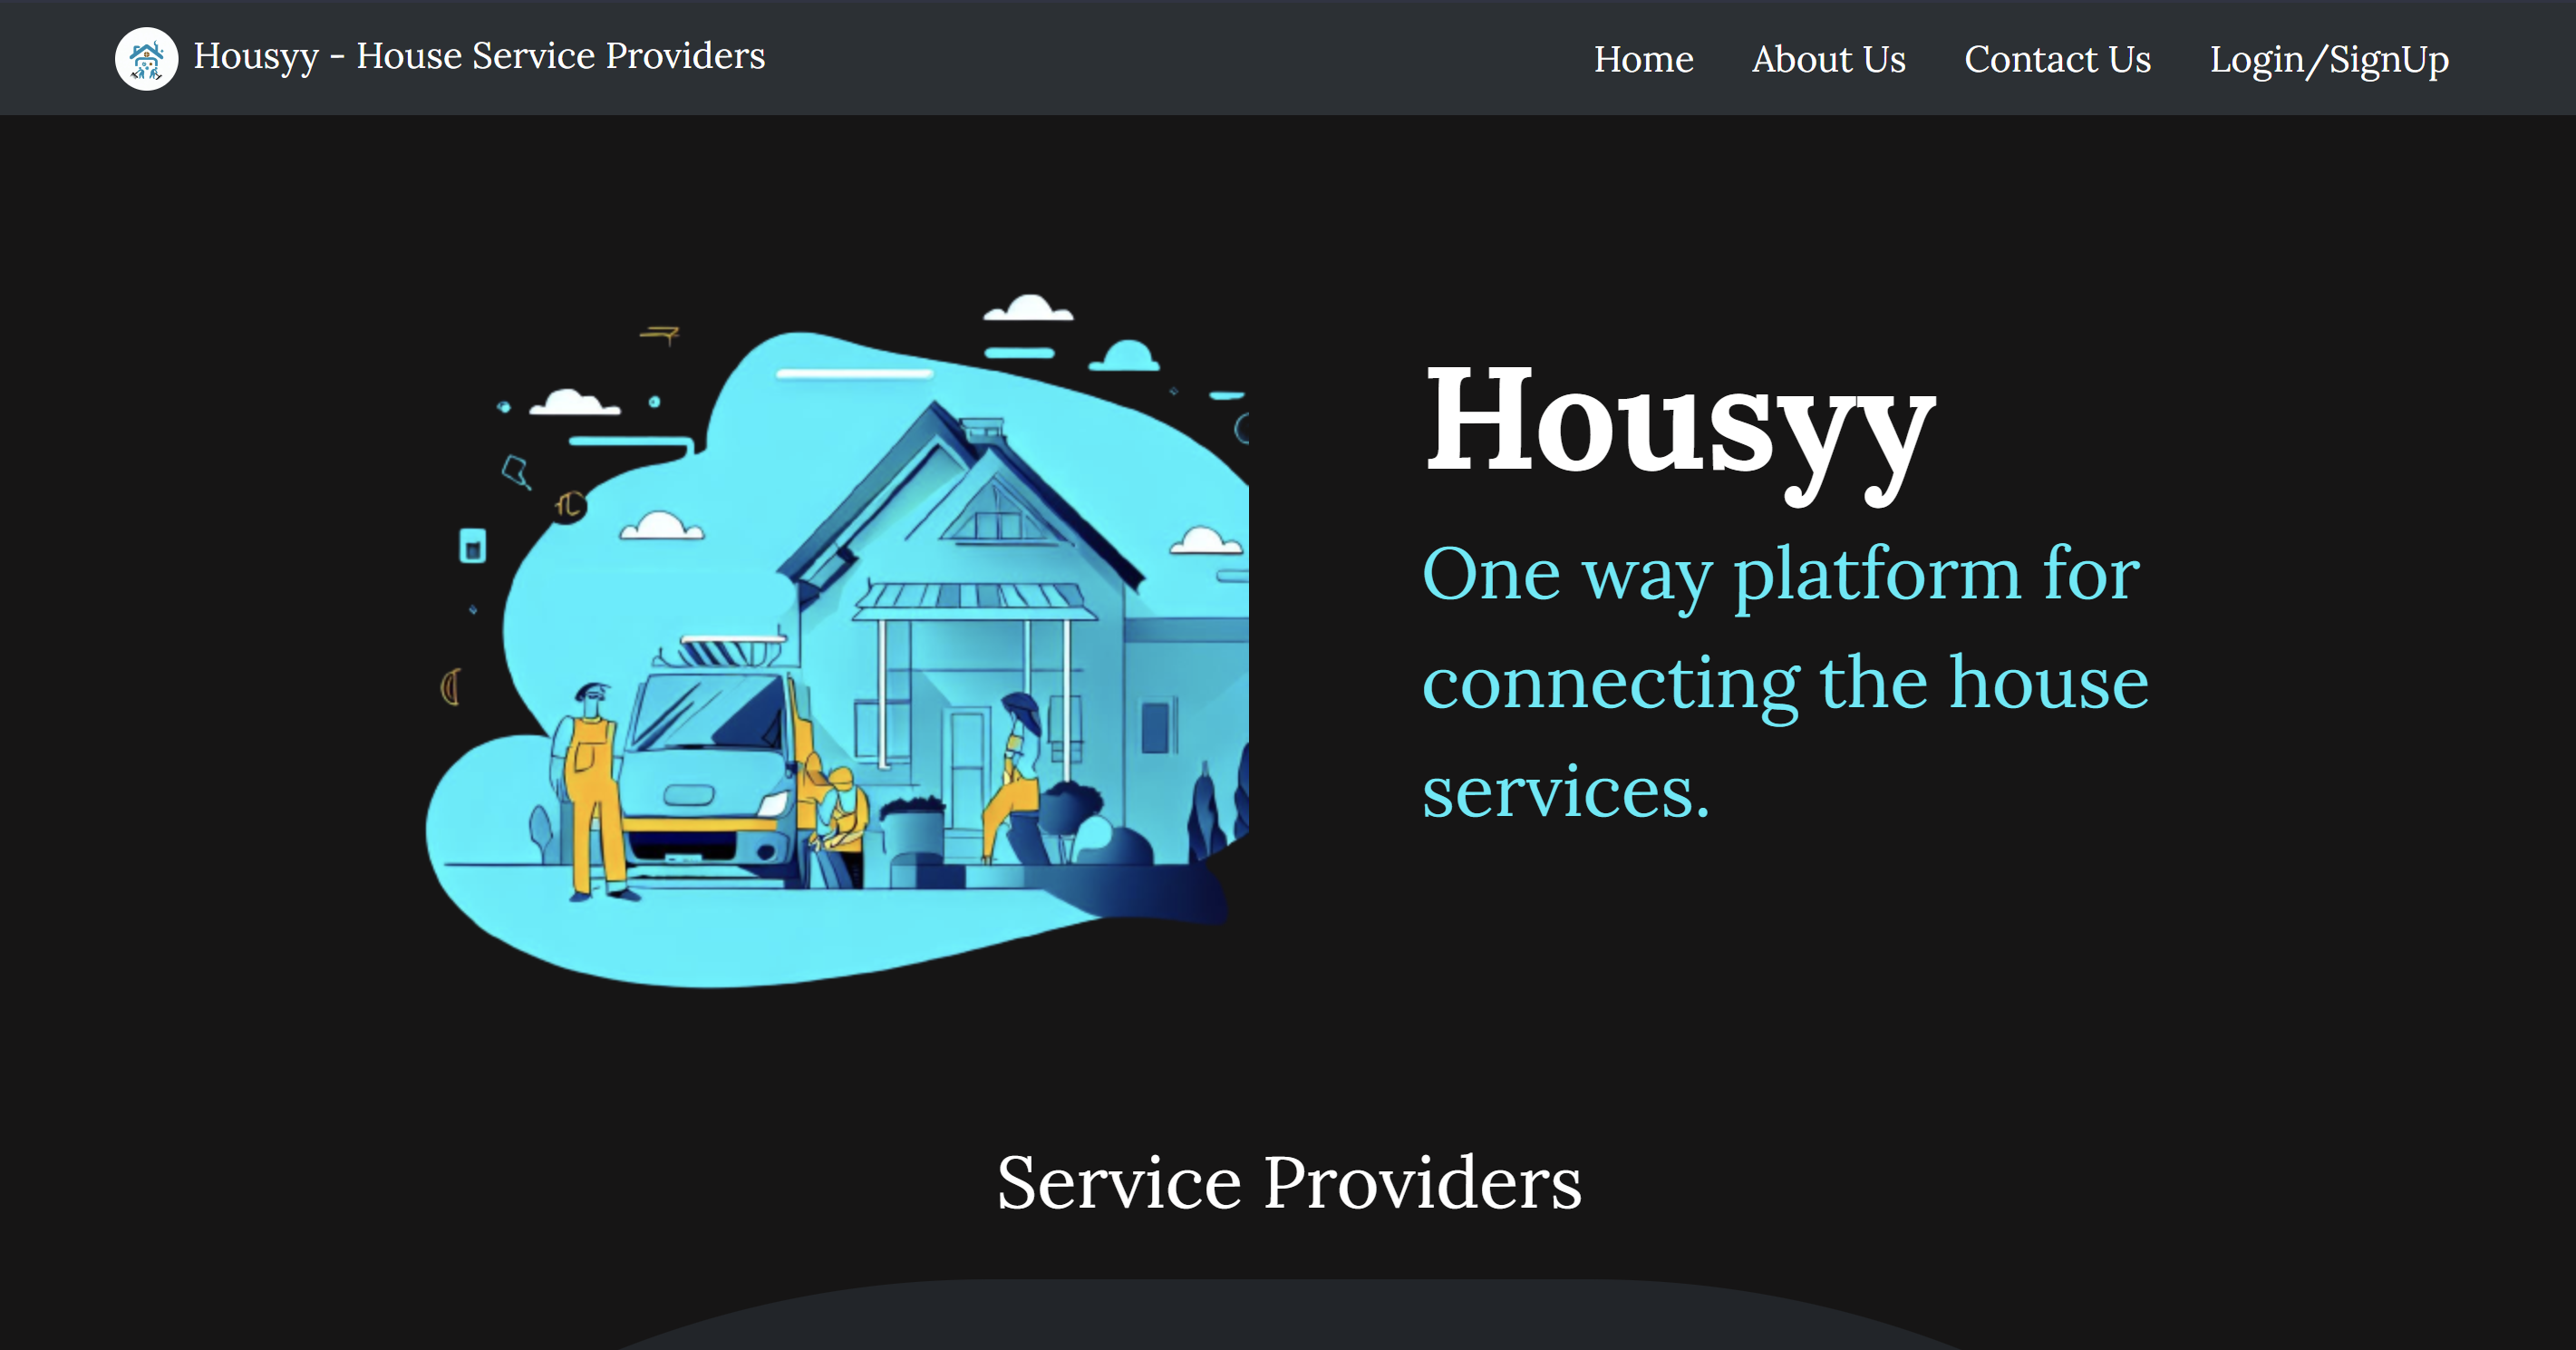 Housyy - House Service Providers
Home
About Us
Contact Us
Login/SignUp
Housyy
One way platform for
connecting the house
services.
Service Providers